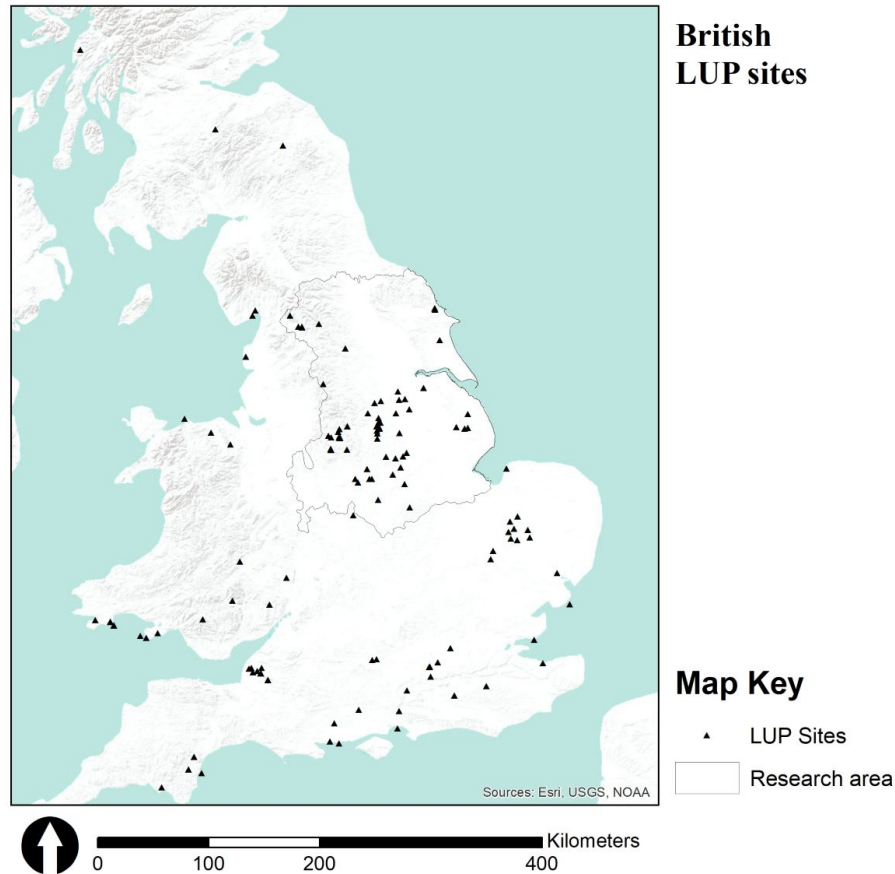 British
LUP sites
Map Key
LUP Sites
Research area
Sources: Esri, USGS, NOAA
Kilometers
0 100 200 400